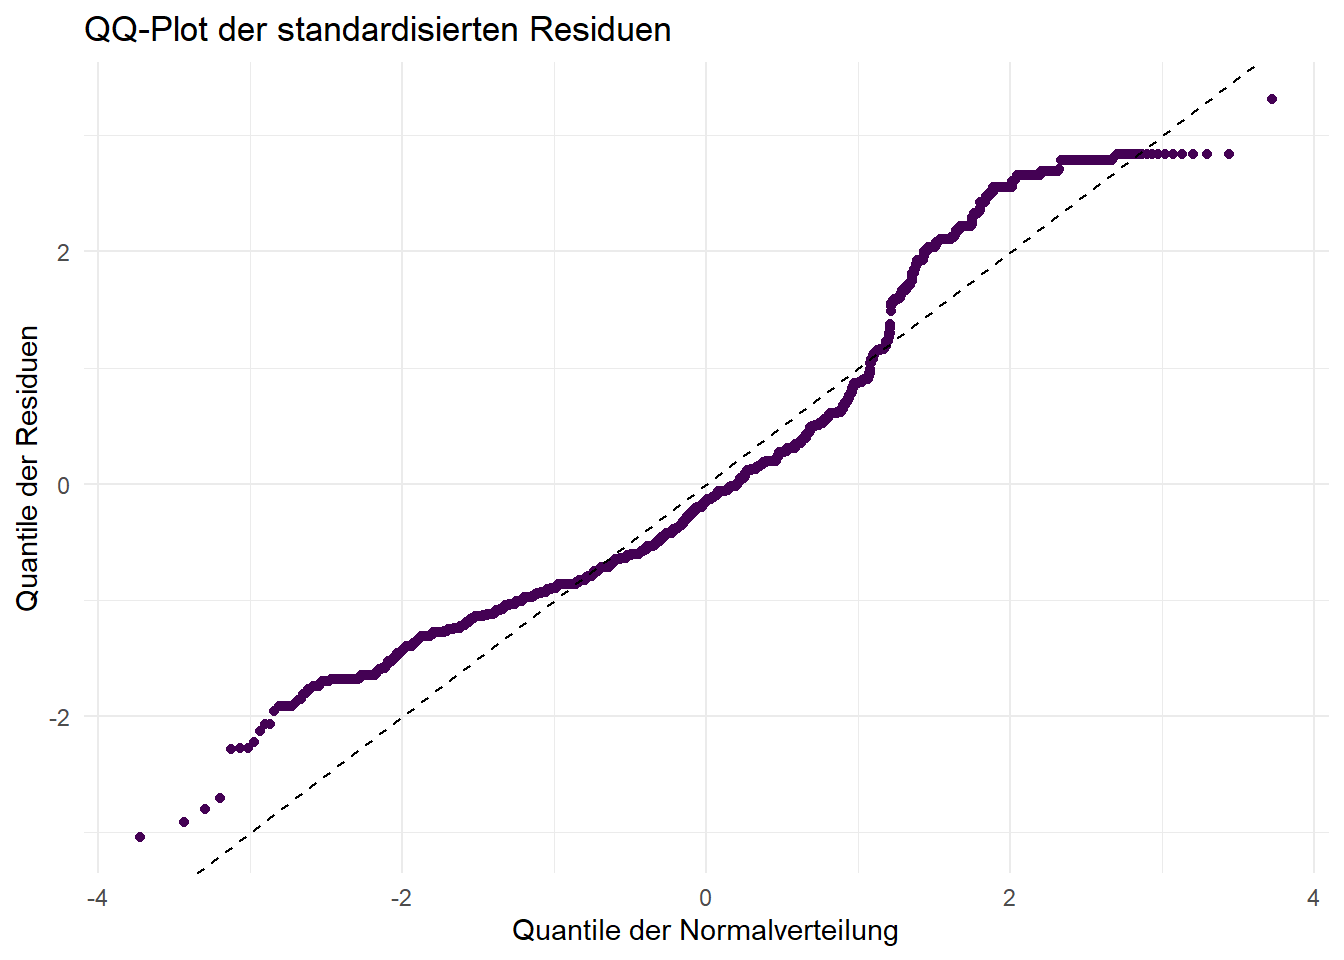 QQ-Plot der standardisierten Residuen
Quantile der Residuen
2
0
-2
-4
-2
0
2
4
Quantile der Normalverteilung